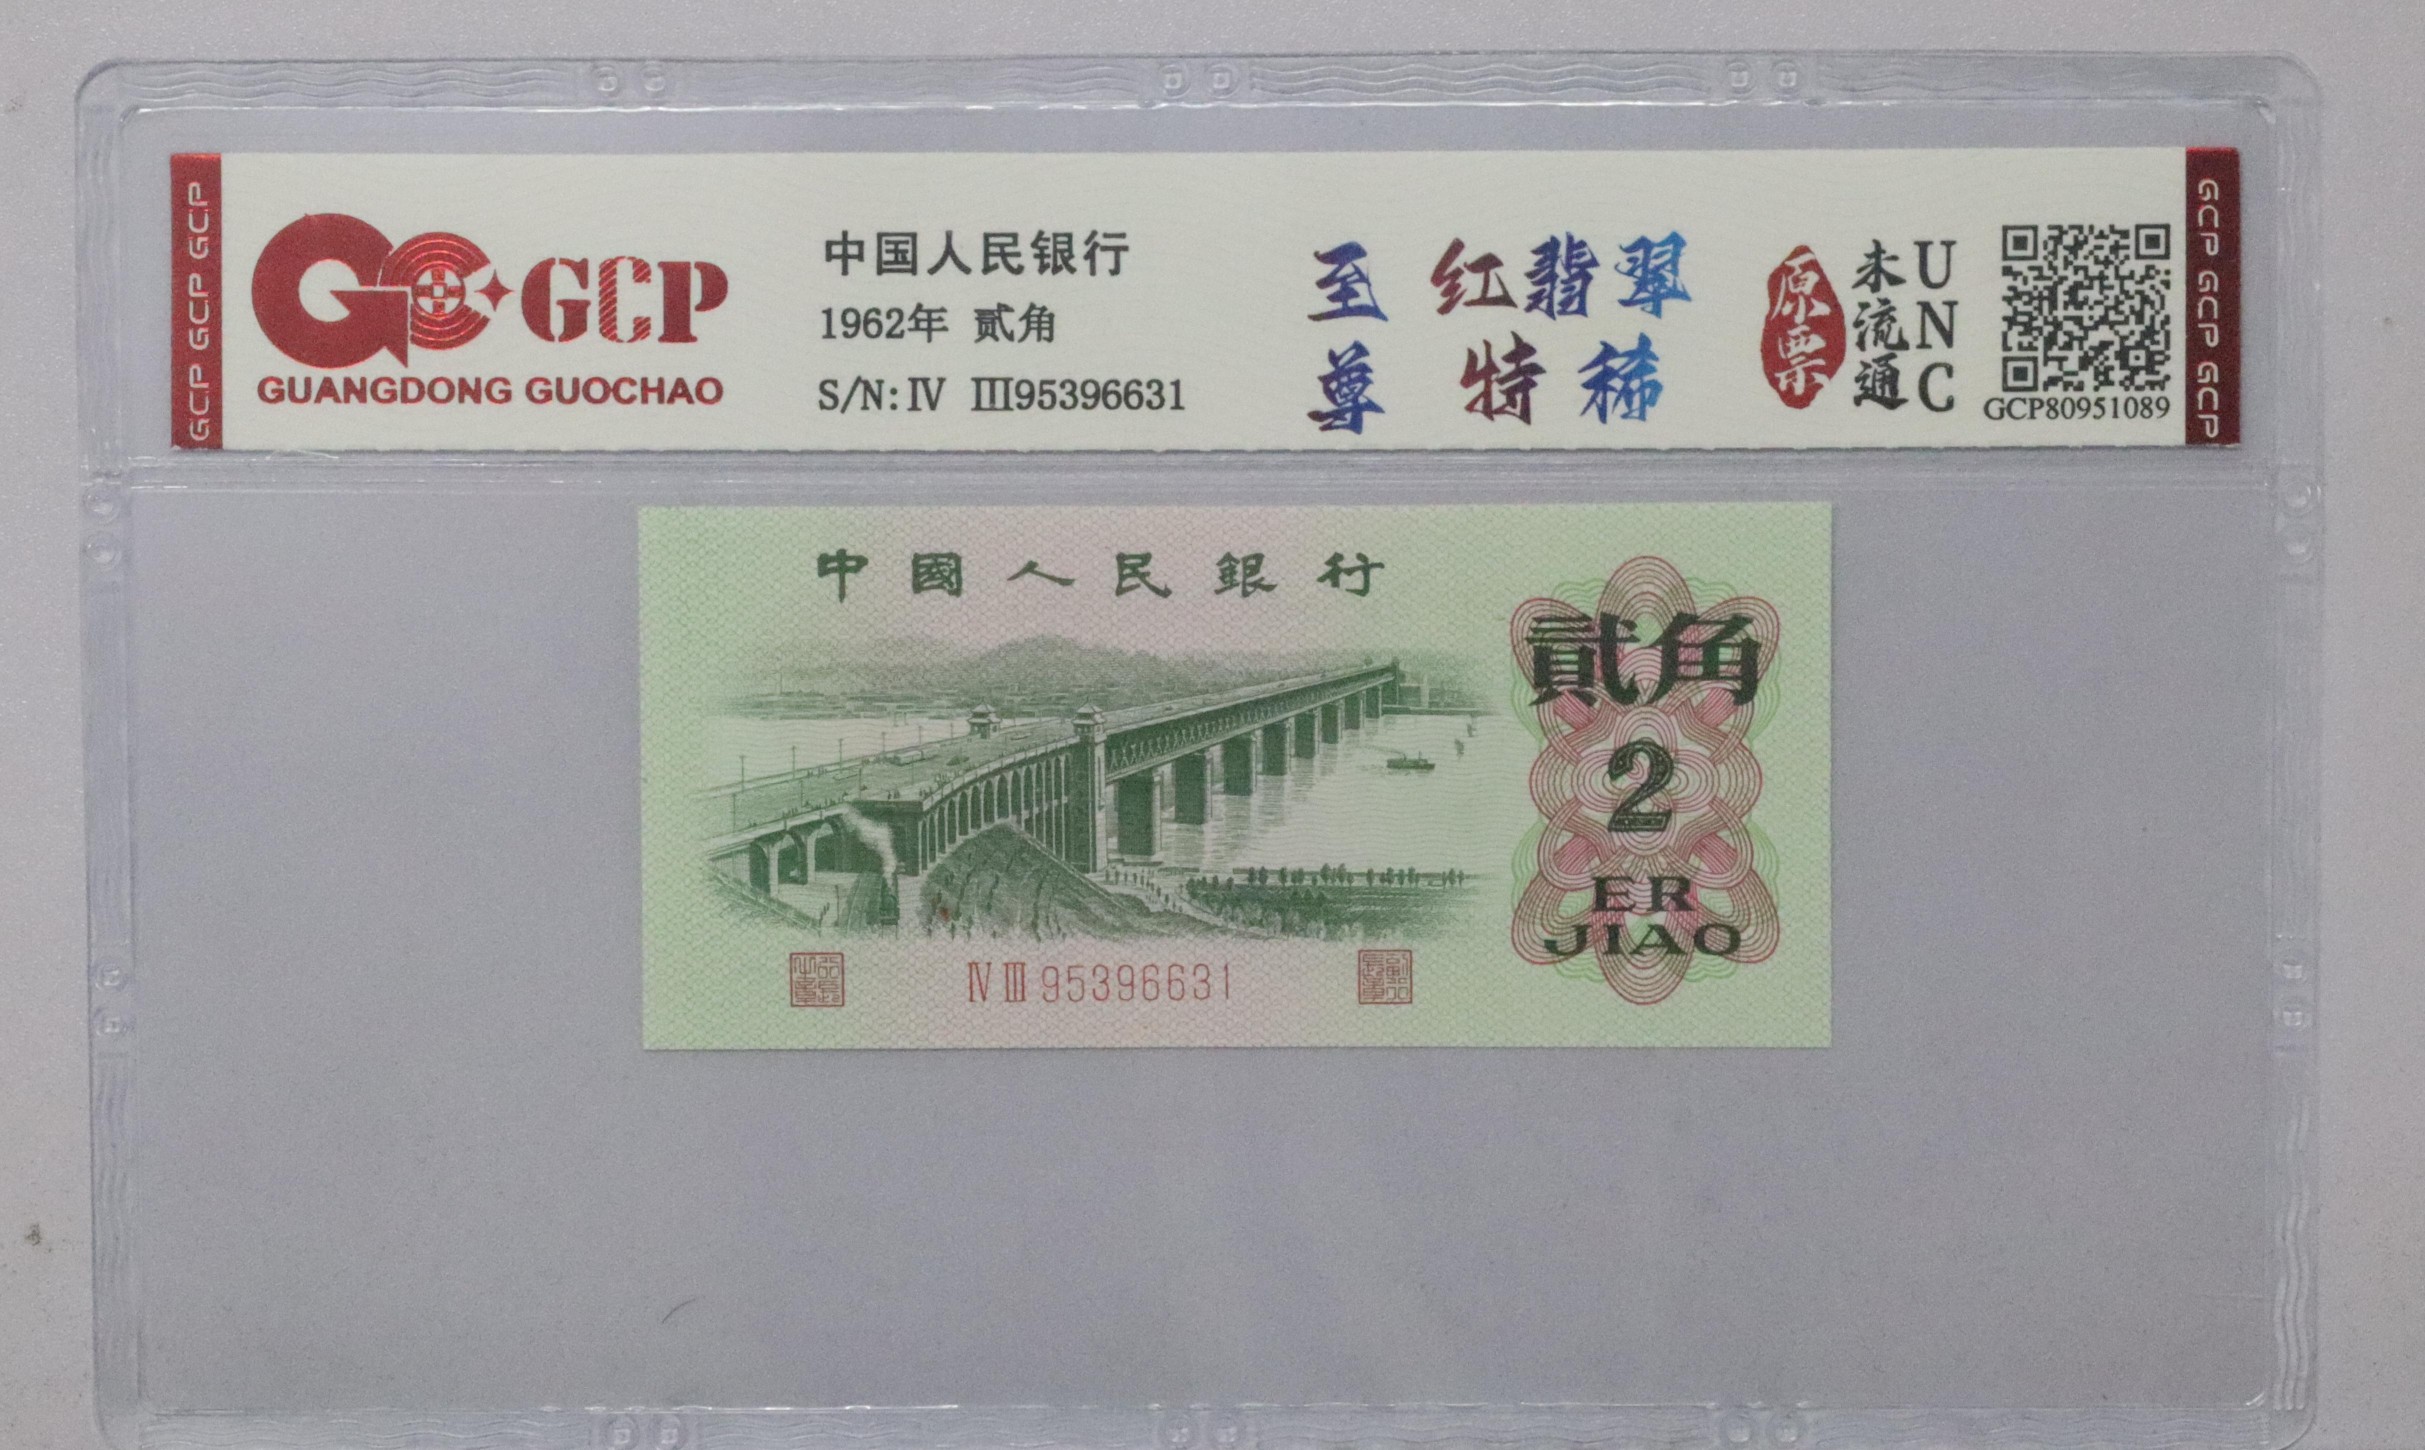 GCP GCP GCP
GCP
GUANGDONG GUOCHAO
中国人民银行
1962年 贰角
S/N: Ⅳ Ⅲ95396631
至尊
红翡翠
特稀
原票
未流通
UNC
GCP80951089
GCP GCP GCP
中國人民銀行
貳角
2
ER
JIAO
Ⅳ Ⅲ 95396631